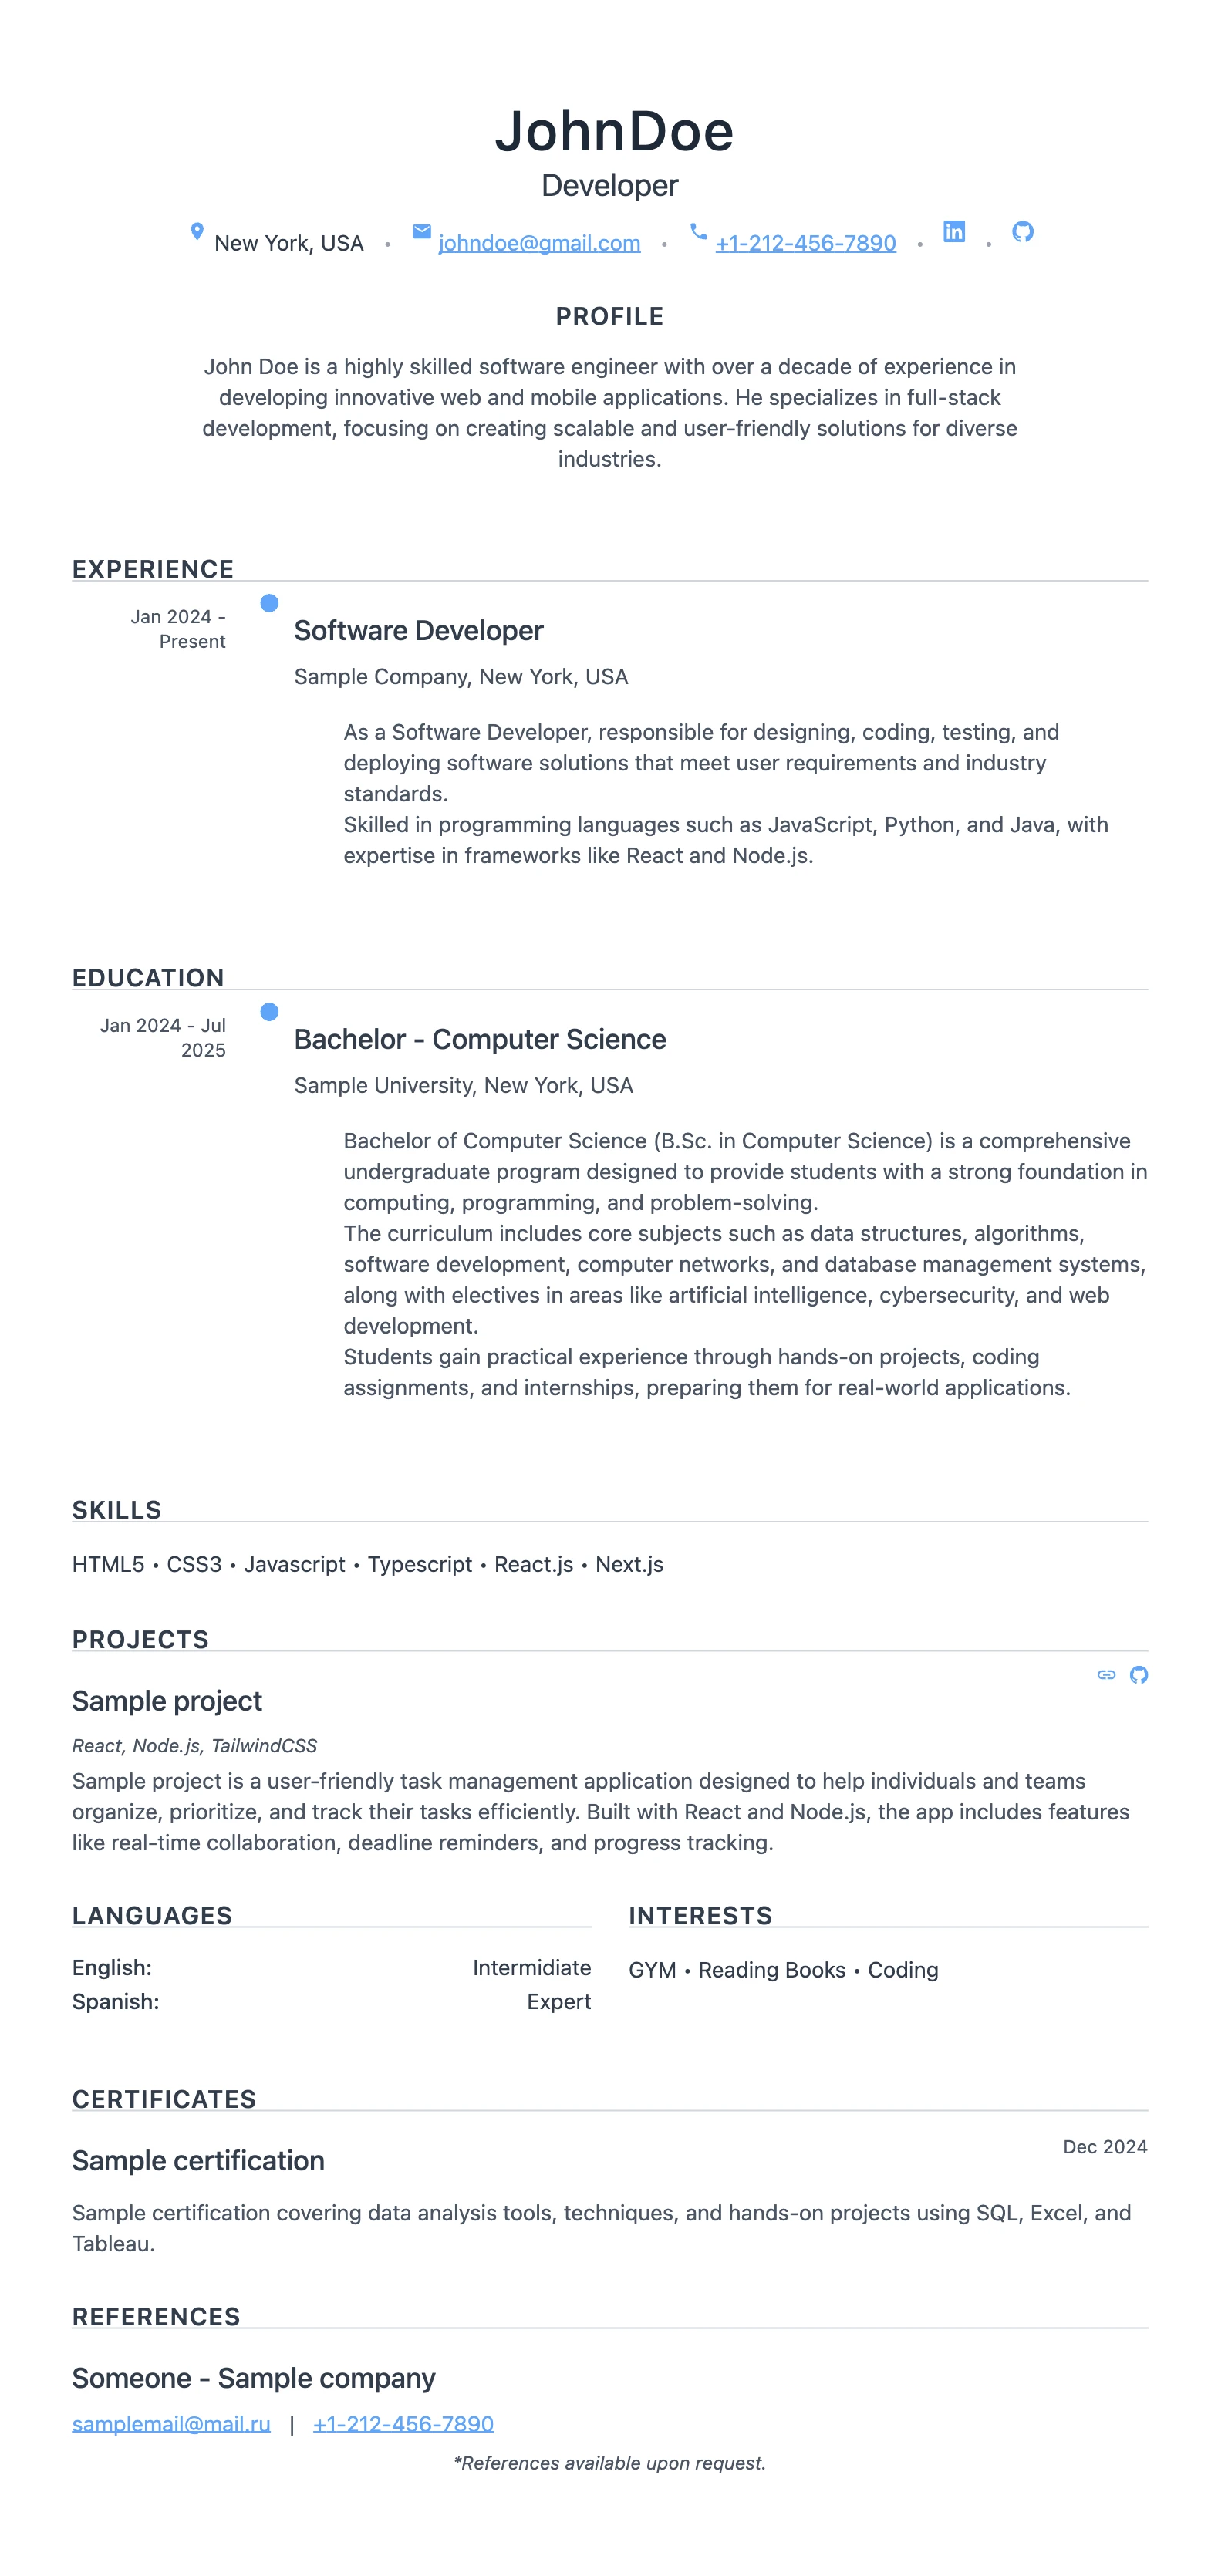 JohnDoe
Developer
New York, USA • johndoe@gmail.com • +1-212-456-7890 • in •
PROFILE
John Doe is a highly skilled software engineer with over a decade of experience in
developing innovative web and mobile applications. He specializes in full-stack
development, focusing on creating scalable and user-friendly solutions for diverse
industries.
EXPERIENCE
Jan 2024 -
Present
Software Developer
Sample Company, New York, USA
As a Software Developer, responsible for designing, coding, testing, and
deploying software solutions that meet user requirements and industry
standards.
Skilled in programming languages such as JavaScript, Python, and Java, with
expertise in frameworks like React and Node.js.
EDUCATION
Jan 2024 - Jul
2025
Bachelor - Computer Science
Sample University, New York, USA
Bachelor of Computer Science (B.Sc. in Computer Science) is a comprehensive
undergraduate program designed to provide students with a strong foundation in
computing, programming, and problem-solving.
The curriculum includes core subjects such as data structures, algorithms,
software development, computer networks, and database management systems,
along with electives in areas like artificial intelligence, cybersecurity, and web
development.
Students gain practical experience through hands-on projects, coding
assignments, and internships, preparing them for real-world applications.
SKILLS
HTML5 • CSS3 • Javascript • Typescript • React.js • Next.js
PROJECTS
Sample project
React, Node.js, TailwindCSS
Sample project is a user-friendly task management application designed to help individuals and teams
organize, prioritize, and track their tasks efficiently. Built with React and Node.js, the app includes features
like real-time collaboration, deadline reminders, and progress tracking.
LANGUAGES
English: Intermidiate
Spanish: Expert
INTERESTS
GYM • Reading Books • Coding
CERTIFICATES
Sample certification
Dec 2024
Sample certification covering data analysis tools, techniques, and hands-on projects using SQL, Excel, and
Tableau.
REFERENCES
Someone - Sample company
samplemail@mail.ru | +1-212-456-7890
*References available upon request.